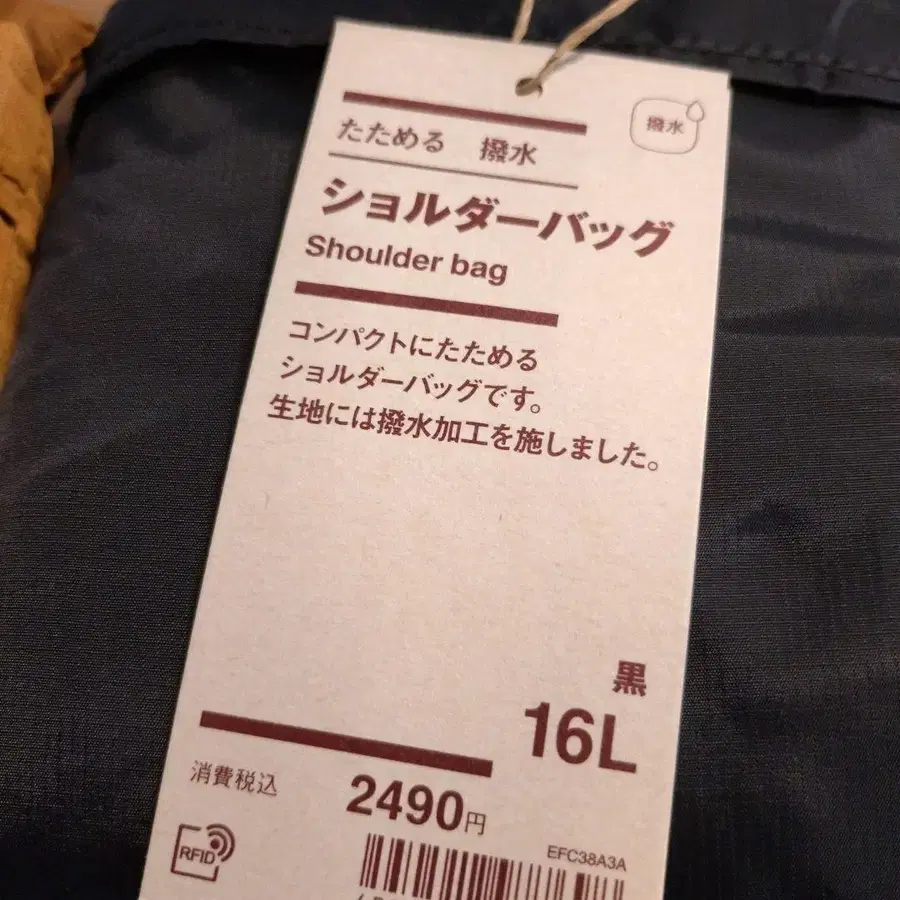 撥水
たためる 撥水
ショルダーバッグ
Shoulder bag
コンパクトにたためる
ショルダーバッグです。
生地には撥水加工を施しました。
黒
16L
消費税込
2490円
RFID
EFC38A3A